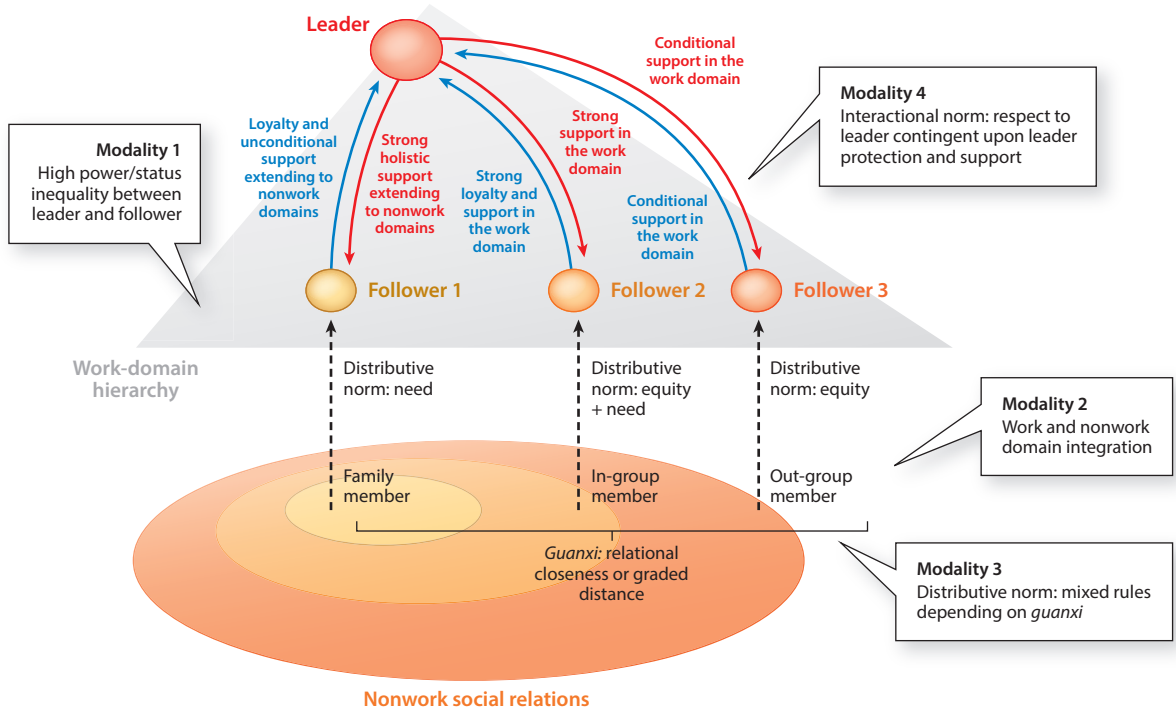 Leader
Conditional
support in the
work domain
Modality 4
Interactional norm: respect to
leader contingent upon leader
protection and support
Modality 1
High power/status
inequality between
leader and follower
Loyalty and
unconditional
support
extending to
nonwork
domains
Strong
holistic
support
extending
to nonwork
domains
Strong
loyalty and
support in
the work
domain
Strong
support in
the work
domain
Conditional
support in
the work
domain
Follower 1
Follower 2
Follower 3
Work-domain
hierarchy
Distributive
norm: need
Distributive
norm: equity
+ need
Distributive
norm: equity
Modality 2
Work and nonwork
domain integration
Family
member
In-group
member
Out-group
member
Guanxi: relational
closeness or graded
distance
Modality 3
Distributive norm: mixed rules
depending on guanxi
Nonwork social relations